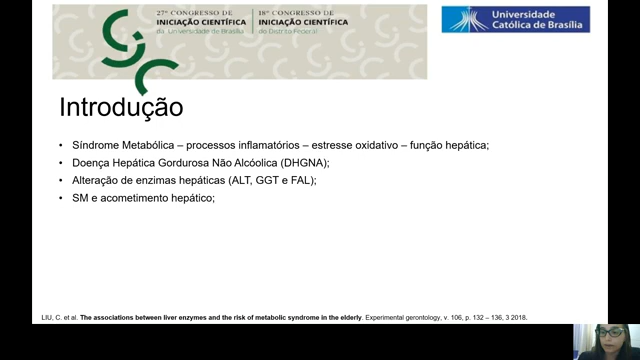 27º CONGRESSO DE
INICIAÇÃO CIENTÍFICA
da Universidade de Brasília
18º CONGRESSO DE
INICIAÇÃO CIENTÍFICA
do Distrito Federal
Universidade
Católica de Brasília
Introdução
• Síndrome Metabólica – processos inflamatórios – estresse oxidativo – função hepática;
• Doença Hepática Gordurosa Não Alcóolica (DHGNA);
• Alteração de enzimas hepáticas (ALT, GGT e FAL);
• SM e acometimento hepático;
LIU, C. et al. The associations between liver enzymes and the risk of metabolic syndrome in the elderly. Experimental gerontology, v. 106, p. 132 – 136, 3 2018.